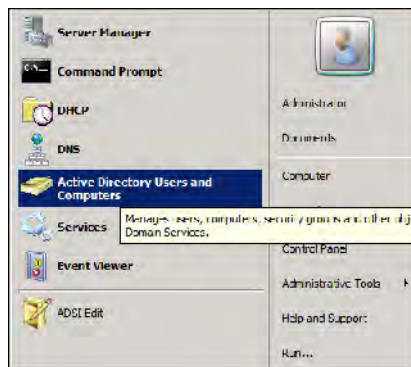 Server Manager
Command Prompt
DHCP
DNS
Active Directory Users and
Computers
Services
Event Viewer
ADSI Edit
Administrator
Documents
Computer
Manages users, computers, security groups and other obj
Domain Services.
Control Panel
Administrative Tools
Help and Support
Run...